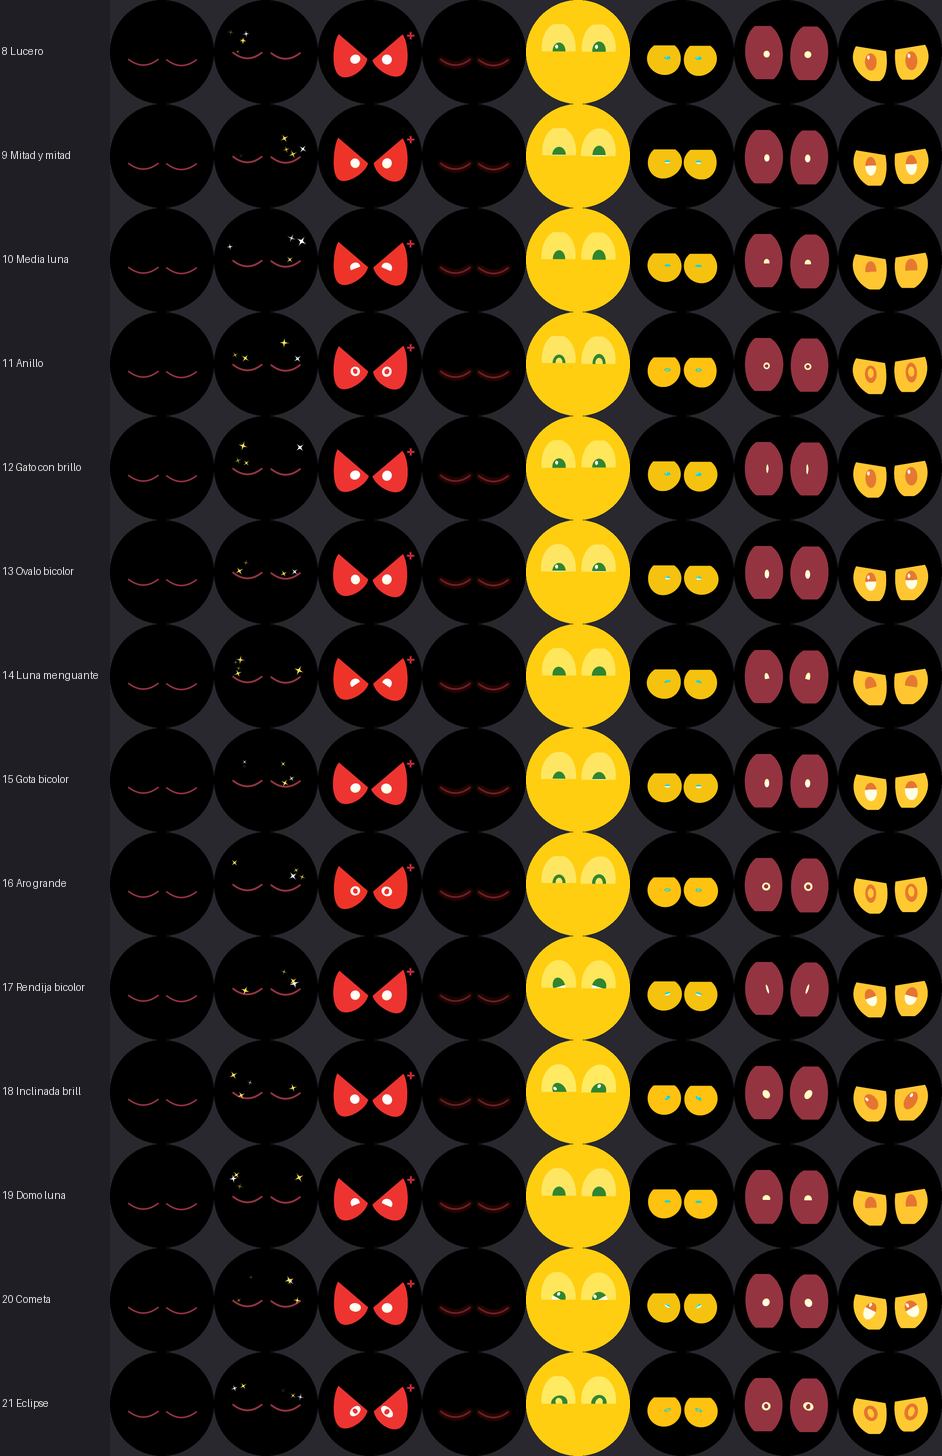 8 Lucero
9 Mitad y mitad
10 Media luna
11 Anillo
12 Gato con brillo
13 Ovalo bicolor
14 Luna menguante
15 Gota bicolor
16 Aro grande
17 Rendija bicolor
18 Inclinada brill
19 Domo luna
20 Cometa
21 Eclipse